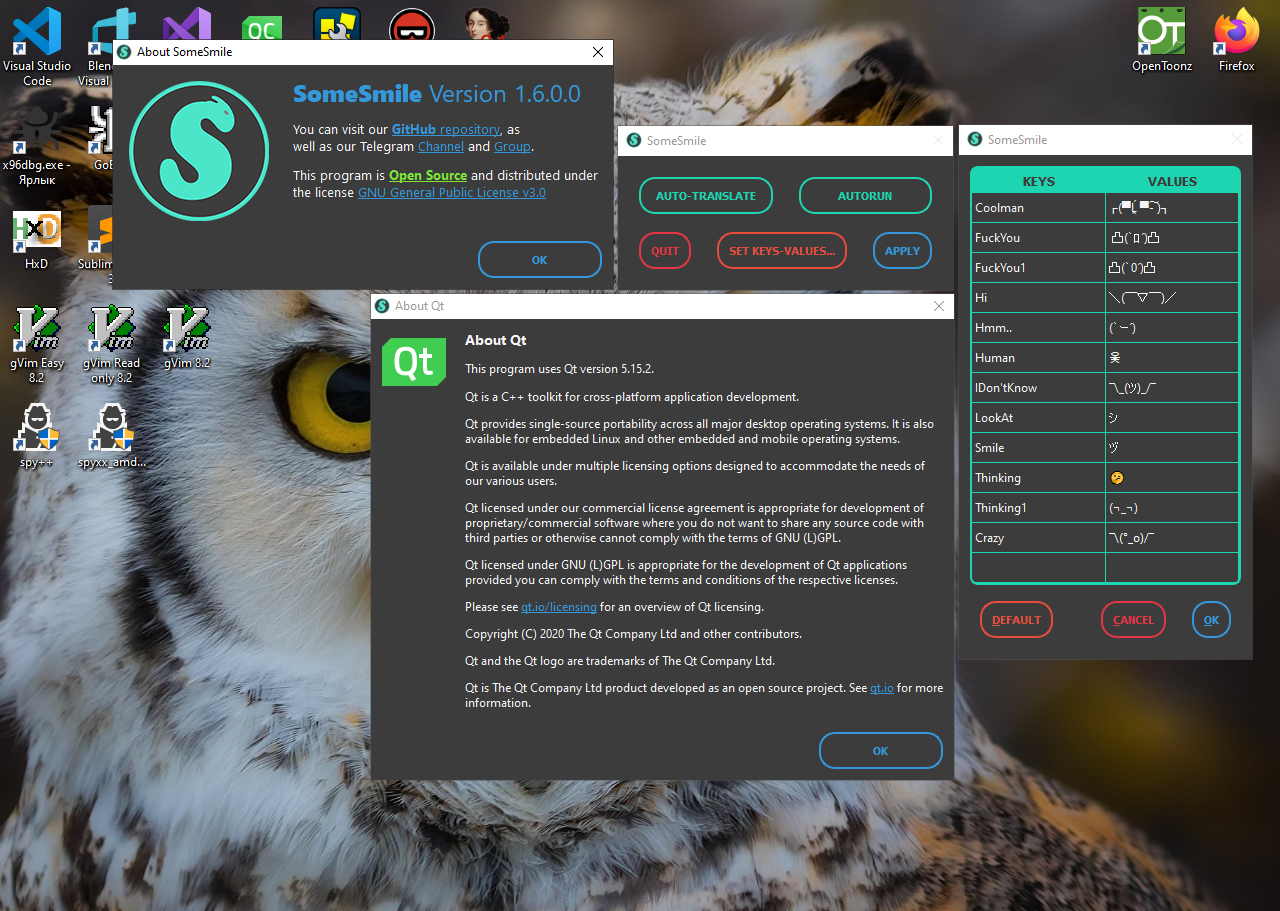 Visual Studio
Code
Visual
QC
OpenToonz
Firefox
x96dbg.exe -
Ярлык
HxD
HxD
gVim Easy
8.2
gVim Read
only 8.2
gVim 8.2
spy++
spyxx_amd...
About SomeSmile
SomeSmile Version 1.6.0.0
You can visit our GitHub repository, as
well as our Telegram Channel and Group.
This program is Open Source and distributed under
the license GNU General Public License v3.0
OK
SomeSmile
AUTO-TRANSLATE
AUTORUN
QUIT
SET KEYS-VALUES...
APPLY
About Qt
Qt
About Qt
This program uses Qt version 5.15.2.
Qt is a C++ toolkit for cross-platform application development.
Qt provides single-source portability across all major desktop operating systems. It is also
available for embedded Linux and other embedded and mobile operating systems.
Qt is available under multiple licensing options designed to accommodate the needs of
our various users.
Qt licensed under our commercial license agreement is appropriate for development of
proprietary/commercial software where you do not want to share any source code with
third parties or otherwise cannot comply with the terms of GNU (L)GPL.
Qt licensed under GNU (L)GPL is appropriate for the development of Qt applications
provided you can comply with the terms and conditions of the respective licenses.
Please see qt.io/licensing for an overview of Qt licensing.
Copyright (C) 2020 The Qt Company Ltd and other contributors.
Qt and the Qt logo are trademarks of The Qt Company Ltd.
Qt is The Qt Company Ltd product developed as an open source project. See qt.io for more
information.
OK
SomeSmile
KEYS VALUES
Coolman
FuckYou 凸(`ﾛ´)凸
FuckYou1 凸(`0´)凸
Hi ＼(￣▽￣)／
Hmm.. (`ー´)
Human 웃
IDon'tKnow ¯\_(ツ)_/¯
LookAt シ
Smile ヅ
Thinking 🤔
Thinking1 (¬_¬)
Crazy ¯\(°_o)/¯
DEFAULT
CANCEL
OK